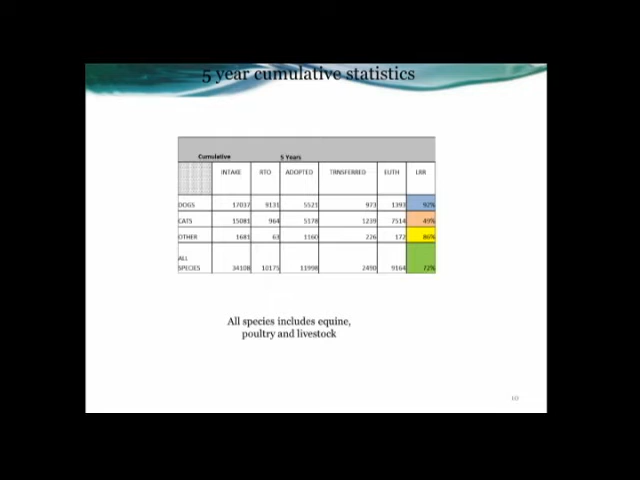 5 year cumulative statistics
Cumulative 5 Years
INTAKE RTO ADOPTED TRNSFERRED EUTH LRR
DOGS 17037 9131 5521 973 1393 92%
CATS 15081 964 5178 1239 7514 49%
OTHER 1681 63 1160 226 172 86%
ALL
SPECIES 34108 10175 11998 2490 9164 72%
All species includes equine,
poultry and livestock